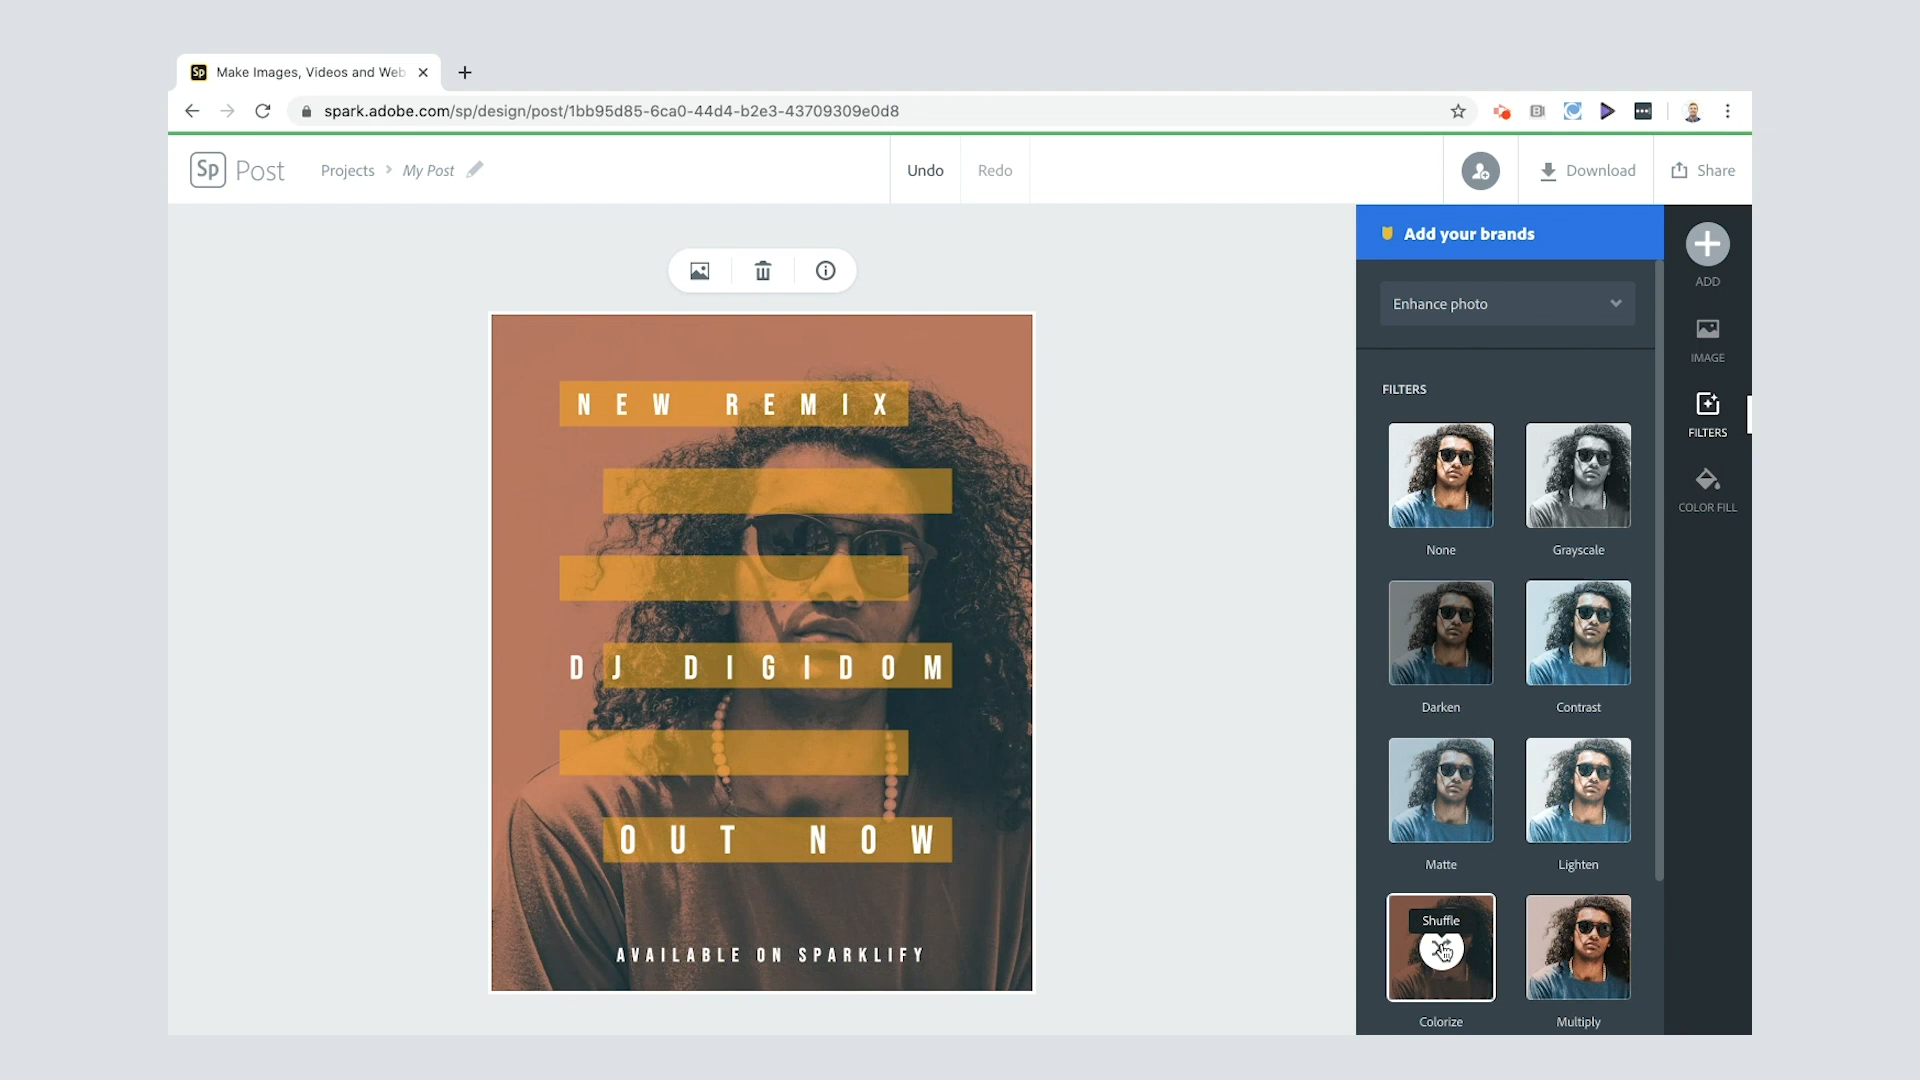 Sp Make Images, Videos and Web
spark.adobe.com/sp/design/post/1bb95d85-6ca0-44d4-b2e3-43709309e0d8
Sp Post
Projects > My Post
Undo
Redo
Download
Share
Add your brands
Enhance photo
FILTERS
None
Grayscale
Darken
Contrast
Matte
Lighten
Shuffle
Colorize
Multiply
ADD
IMAGE
FILTERS
COLOR FILL
NEW REMIX
DJ DIGIDOM
OUT NOW
AVAILABLE ON SPARKLIFY